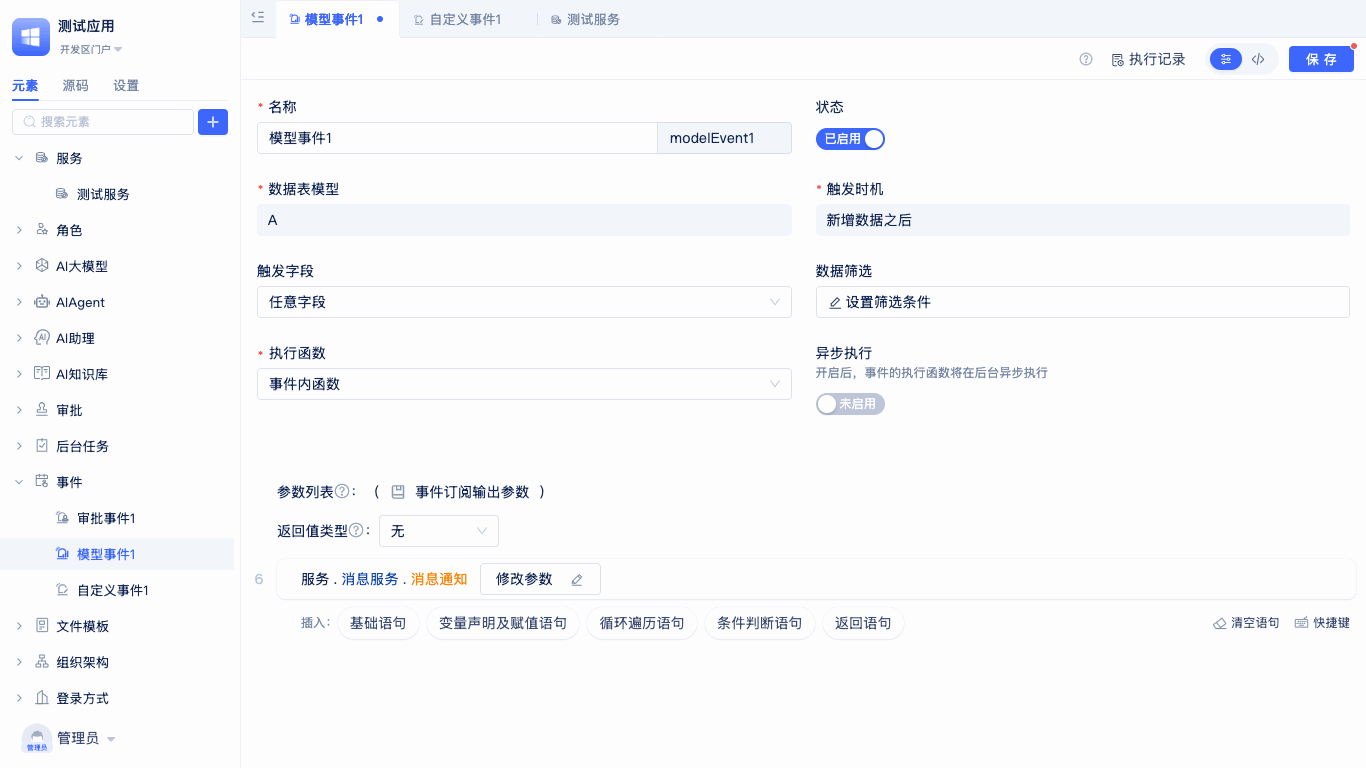 测试应用
开发区门户
元素 源码 设置
搜索元素
服务
测试服务
角色
AI大模型
AIAgent
AI助理
AI知识库
审批
后台任务
事件
审批事件1
模型事件1
自定义事件1
文件模板
组织架构
登录方式
管理员 管理员
模型事件1 自定义事件1 测试服务
执行记录 保存
* 名称 状态
模型事件1 modelEvent1 已启用
* 数据表模型 * 触发时机
A 新增数据之后
触发字段 数据筛选
任意字段 设置筛选条件
* 执行函数 异步执行
开启后，事件的执行函数将在后台异步执行
事件内函数 未启用
参数列表?： ( 事件订阅输出参数 )
返回值类型?： 无
6 服务 . 消息服务 . 消息通知 修改参数
插入： 基础语句 变量声明及赋值语句 循环遍历语句 条件判断语句 返回语句 清空语句 快捷键